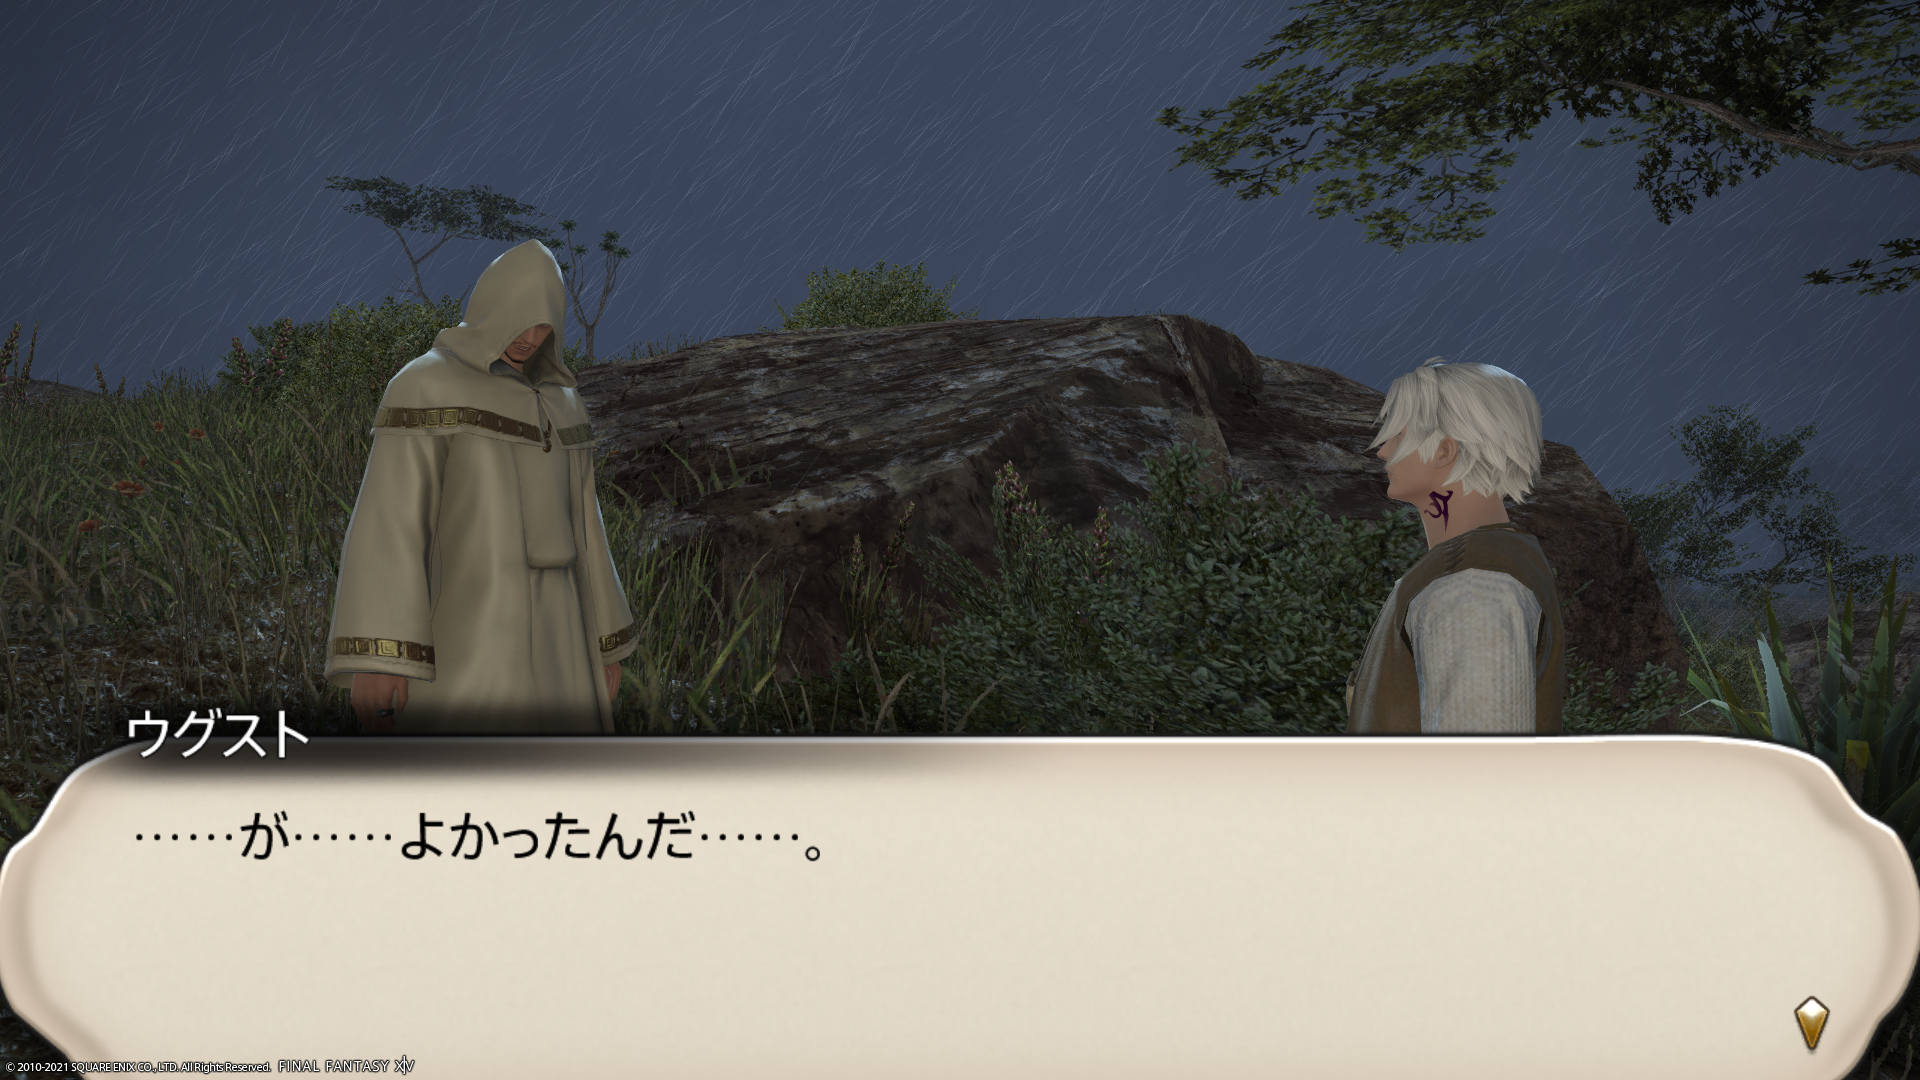 ウグスト
……が……よかったんだ……。
© 2010-2021 SQUARE ENIX CO., LTD. All Rights Reserved. FINAL FANTASY XIV